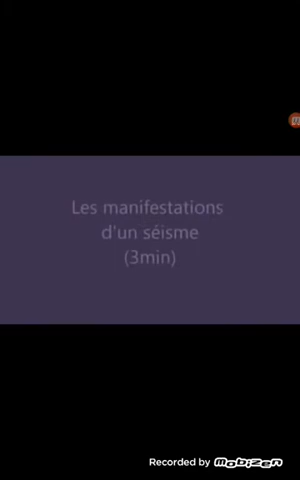 Les manifestations
d'un séisme
(3min)
Recorded by mobizen